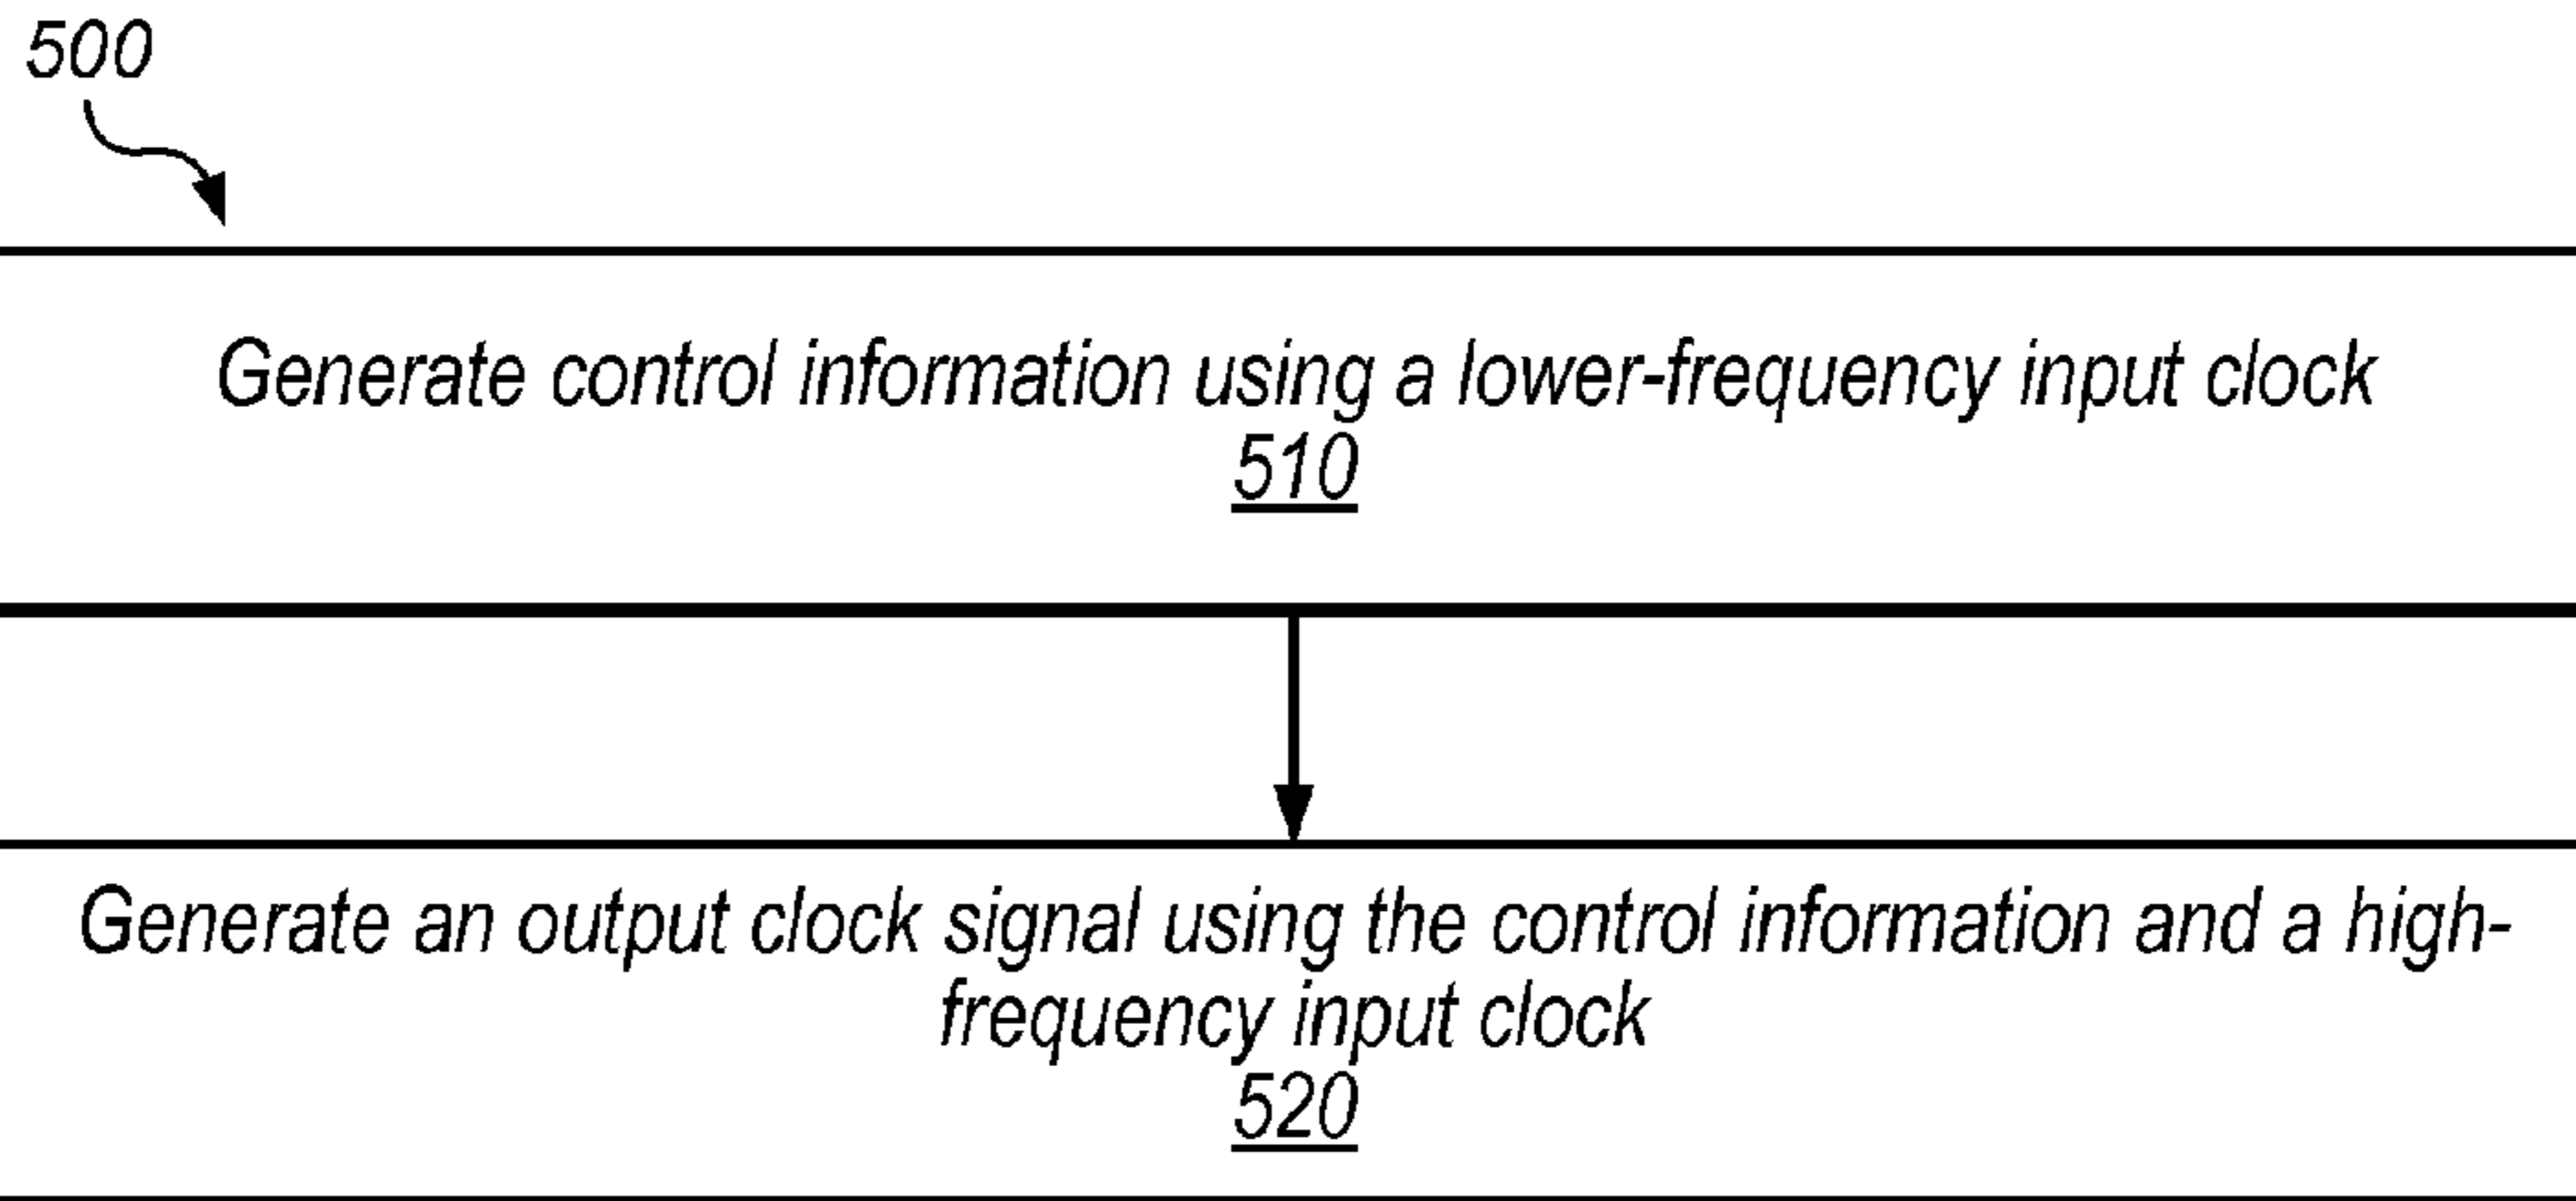 500
Generate control information using a lower-frequency input clock
510
Generate an output clock signal using the control information and a high-
frequency input clock
520